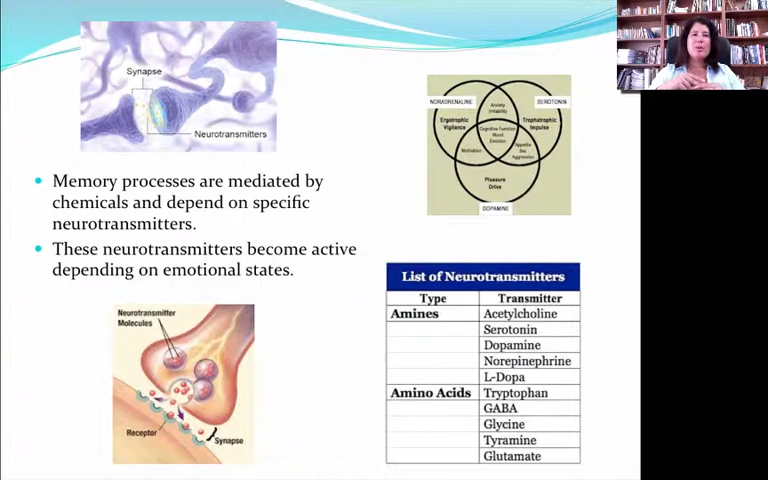 Synapse
Neurotransmitters
NORADRENALINE
SEROTONIN
Anxiety
Irritability
Ergotrophic
Vigilance
Trophatrophic
Impulse
Cognitive Function
Mood
Emotion
Motivation
Appetite
Sex
Aggression
Pleasure
Drive
DOPAMINE
• Memory processes are mediated by
chemicals and depend on specific
neurotransmitters.
• These neurotransmitters become active
depending on emotional states.
Neurotransmitter
Molecules
Receptor
Synapse
List of Neurotransmitters
Type Transmitter
Amines Acetylcholine
Serotonin
Dopamine
Norepinephrine
L-Dopa
Amino Acids Tryptophan
GABA
Glycine
Tyramine
Glutamate